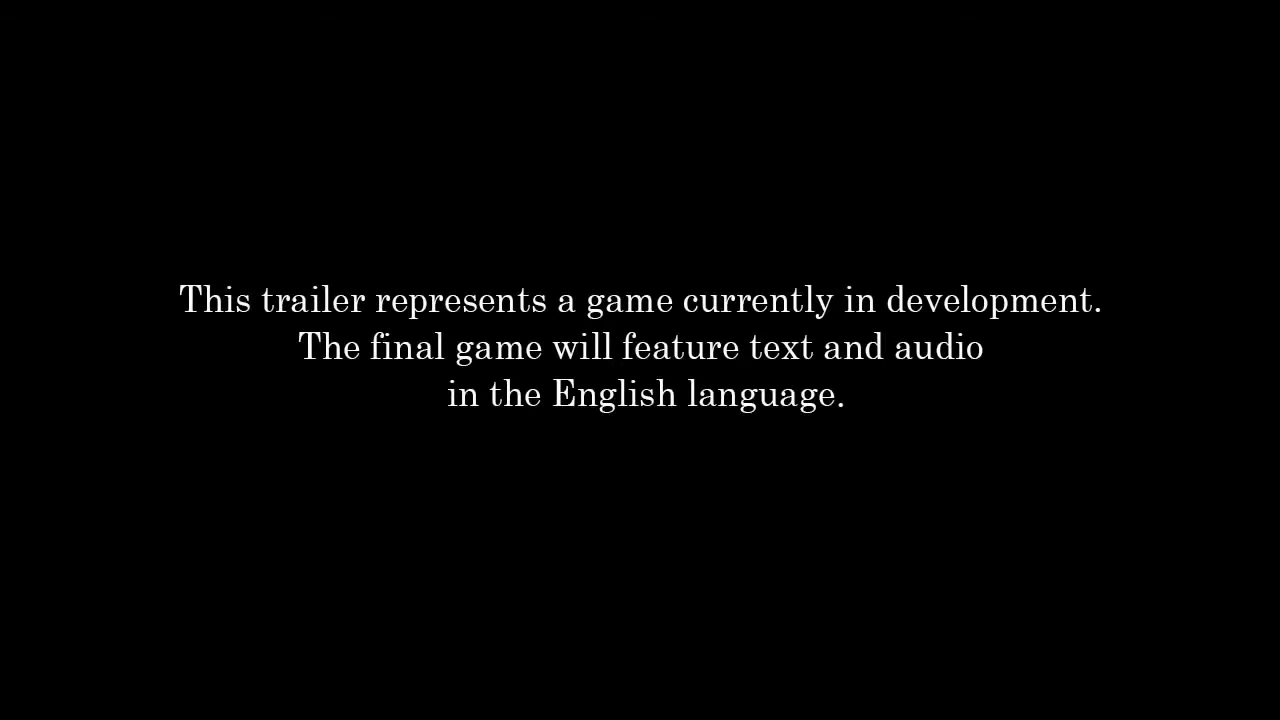 This trailer represents a game currently in development.
The final game will feature text and audio
in the English language.